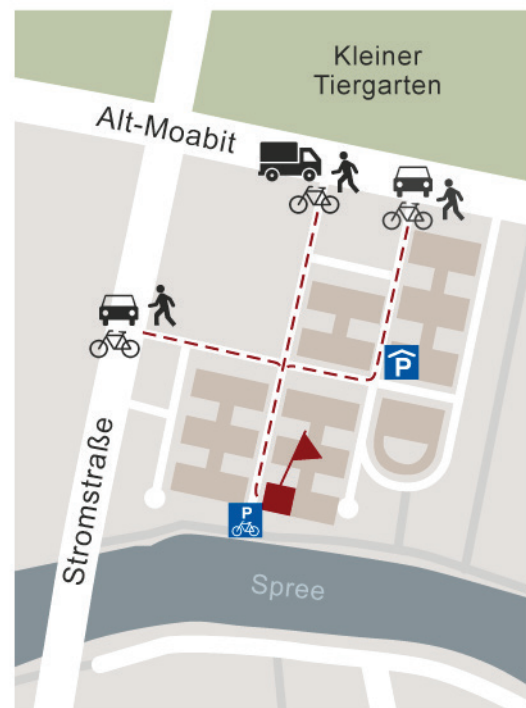 Kleiner
Tiergarten
Alt-Moabit
P
Stromstraße
P
Spree